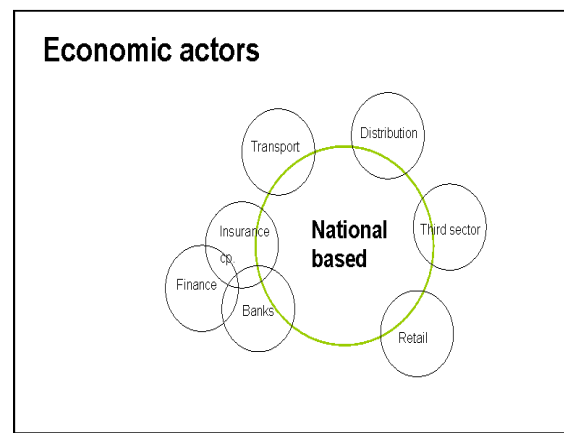 Economic actors
Distribution
Transport
National
based
Third sector
Insurance
cp.
Finance
Banks
Retail